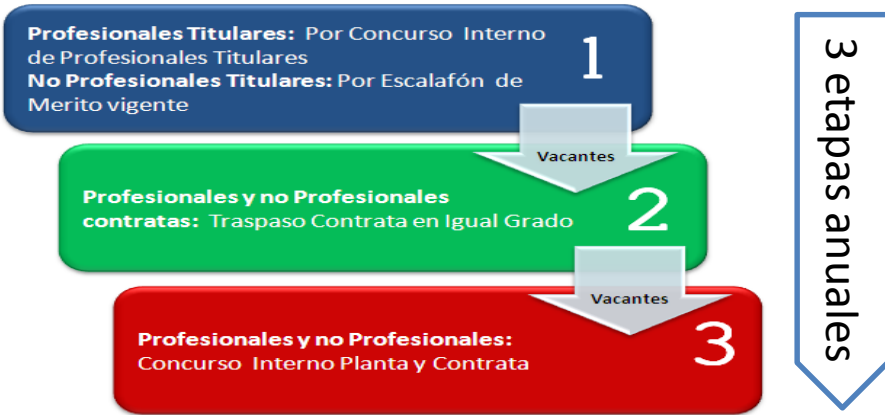 Profesionales Titulares: Por Concurso Interno
de Profesionales Titulares
No Profesionales Titulares: Por Escalafón de
Merito vigente
1
Vacantes
Profesionales y no Profesionales
contratas: Traspaso Contrata en Igual Grado
2
Vacantes
Profesionales y no Profesionales:
Concurso Interno Planta y Contrata
3
3 etapas anuales